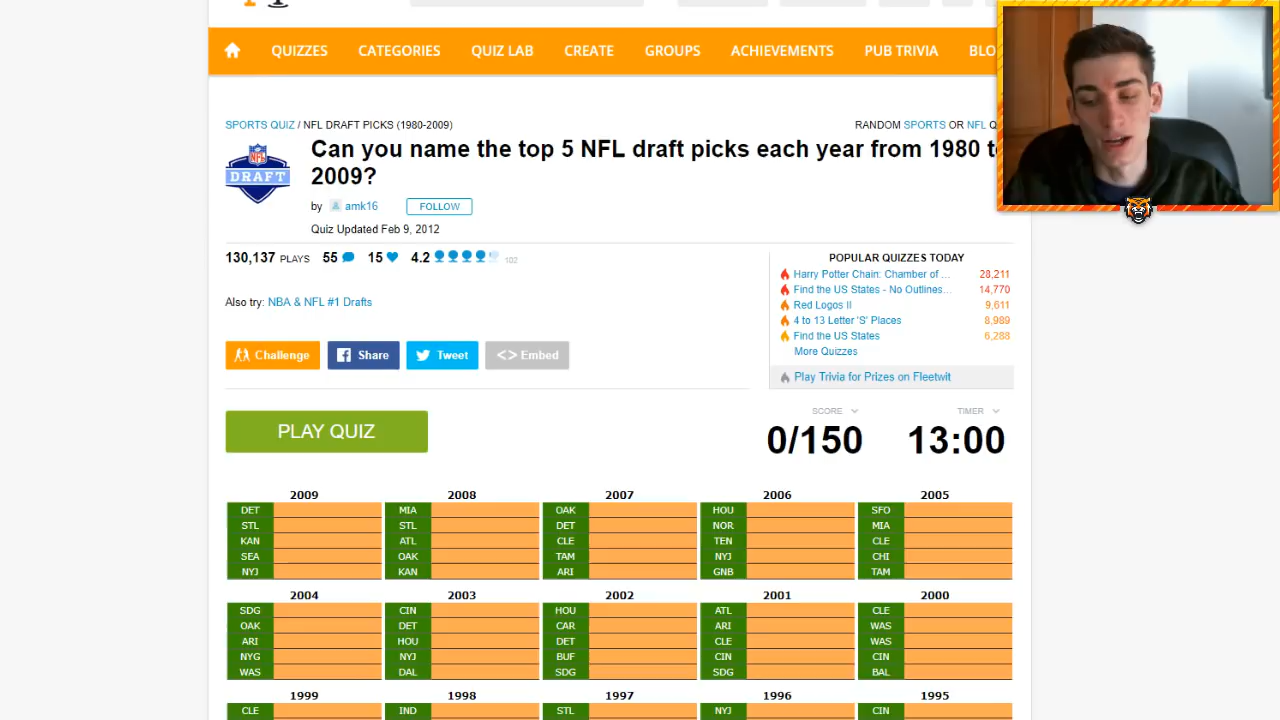 QUIZZES CATEGORIES QUIZ LAB CREATE GROUPS ACHIEVEMENTS PUB TRIVIA BLO
SPORTS QUIZ / NFL DRAFT PICKS (1980-2009)
RANDOM SPORTS OR NFL Q
NFL
DRAFT
Can you name the top 5 NFL draft picks each year from 1980 t
2009?
by amk16 FOLLOW
Quiz Updated Feb 9, 2012
130,137 PLAYS 55 15 4.2 102
Also try: NBA & NFL #1 Drafts
Challenge Share Tweet <> Embed
POPULAR QUIZZES TODAY
Harry Potter Chain: Chamber of ... 28,211
Find the US States - No Outlines... 14,770
Red Logos II 9,611
4 to 13 Letter 'S' Places 8,989
Find the US States 6,288
More Quizzes
Play Trivia for Prizes on Fleetwit
PLAY QUIZ
SCORE TIMER
0/150 13:00
2009 2008 2007 2006 2005
DET MIA OAK HOU SFO
STL STL DET NOR MIA
KAN ATL CLE TEN CLE
SEA OAK TAM NYJ CHI
NYJ KAN ARI GNB TAM
2004 2003 2002 2001 2000
SDG CIN HOU ATL CLE
OAK DET CAR ARI WAS
ARI HOU DET CLE WAS
NYG NYJ BUF CIN CIN
WAS DAL SDG SDG BAL
1999 1998 1997 1996 1995
CLE IND STL NYJ CIN